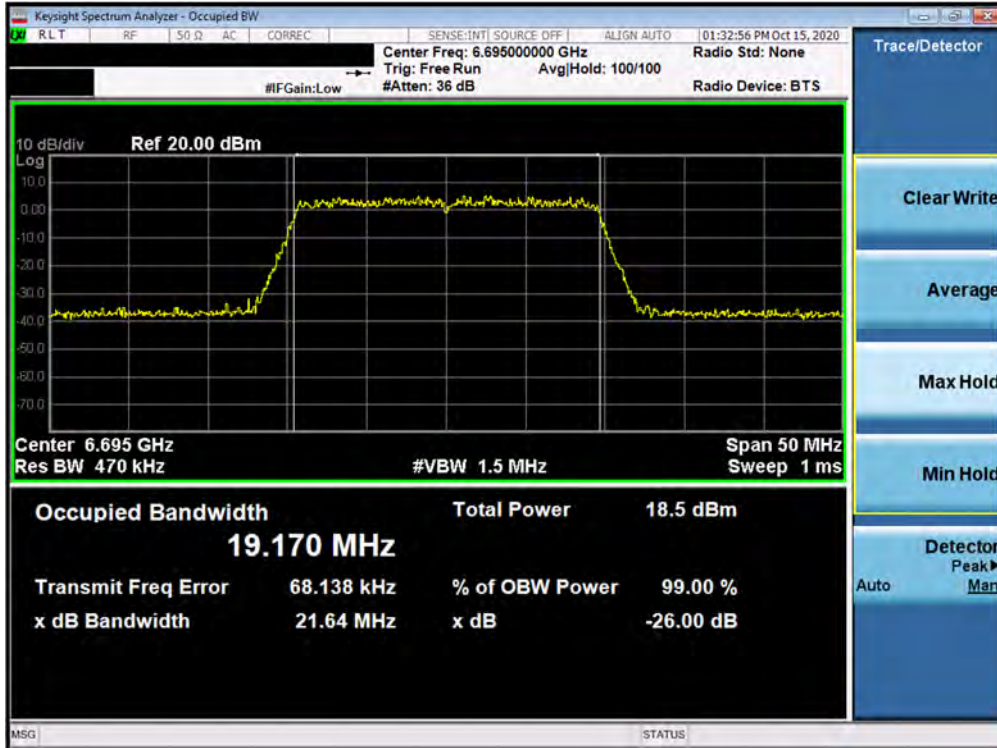 Keysight Spectrum Analyzer - Occupied BW
LXI RLT RF 50 Ω AC CORREC SENSE:INT SOURCE OFF ALIGN AUTO 01:32:56 PM Oct 15, 2020
Center Freq: 6.695000000 GHz Radio Std: None
Trig: Free Run Avg|Hold: 100/100
#IFGain:Low #Atten: 36 dB Radio Device: BTS
Trace/Detector
10 dB/div Ref 20.00 dBm
Log
10.0
0.00
-10.0
-20.0
-30.0
-40.0
-50.0
-60.0
-70.0
Center 6.695 GHz Span 50 MHz
Res BW 470 kHz #VBW 1.5 MHz Sweep 1 ms
Occupied Bandwidth Total Power 18.5 dBm
19.170 MHz
Transmit Freq Error 68.138 kHz % of OBW Power 99.00 %
x dB Bandwidth 21.64 MHz x dB -26.00 dB
Clear Write
Average
Max Hold
Min Hold
Detector
Peak▶
Auto Man
MSG STATUS